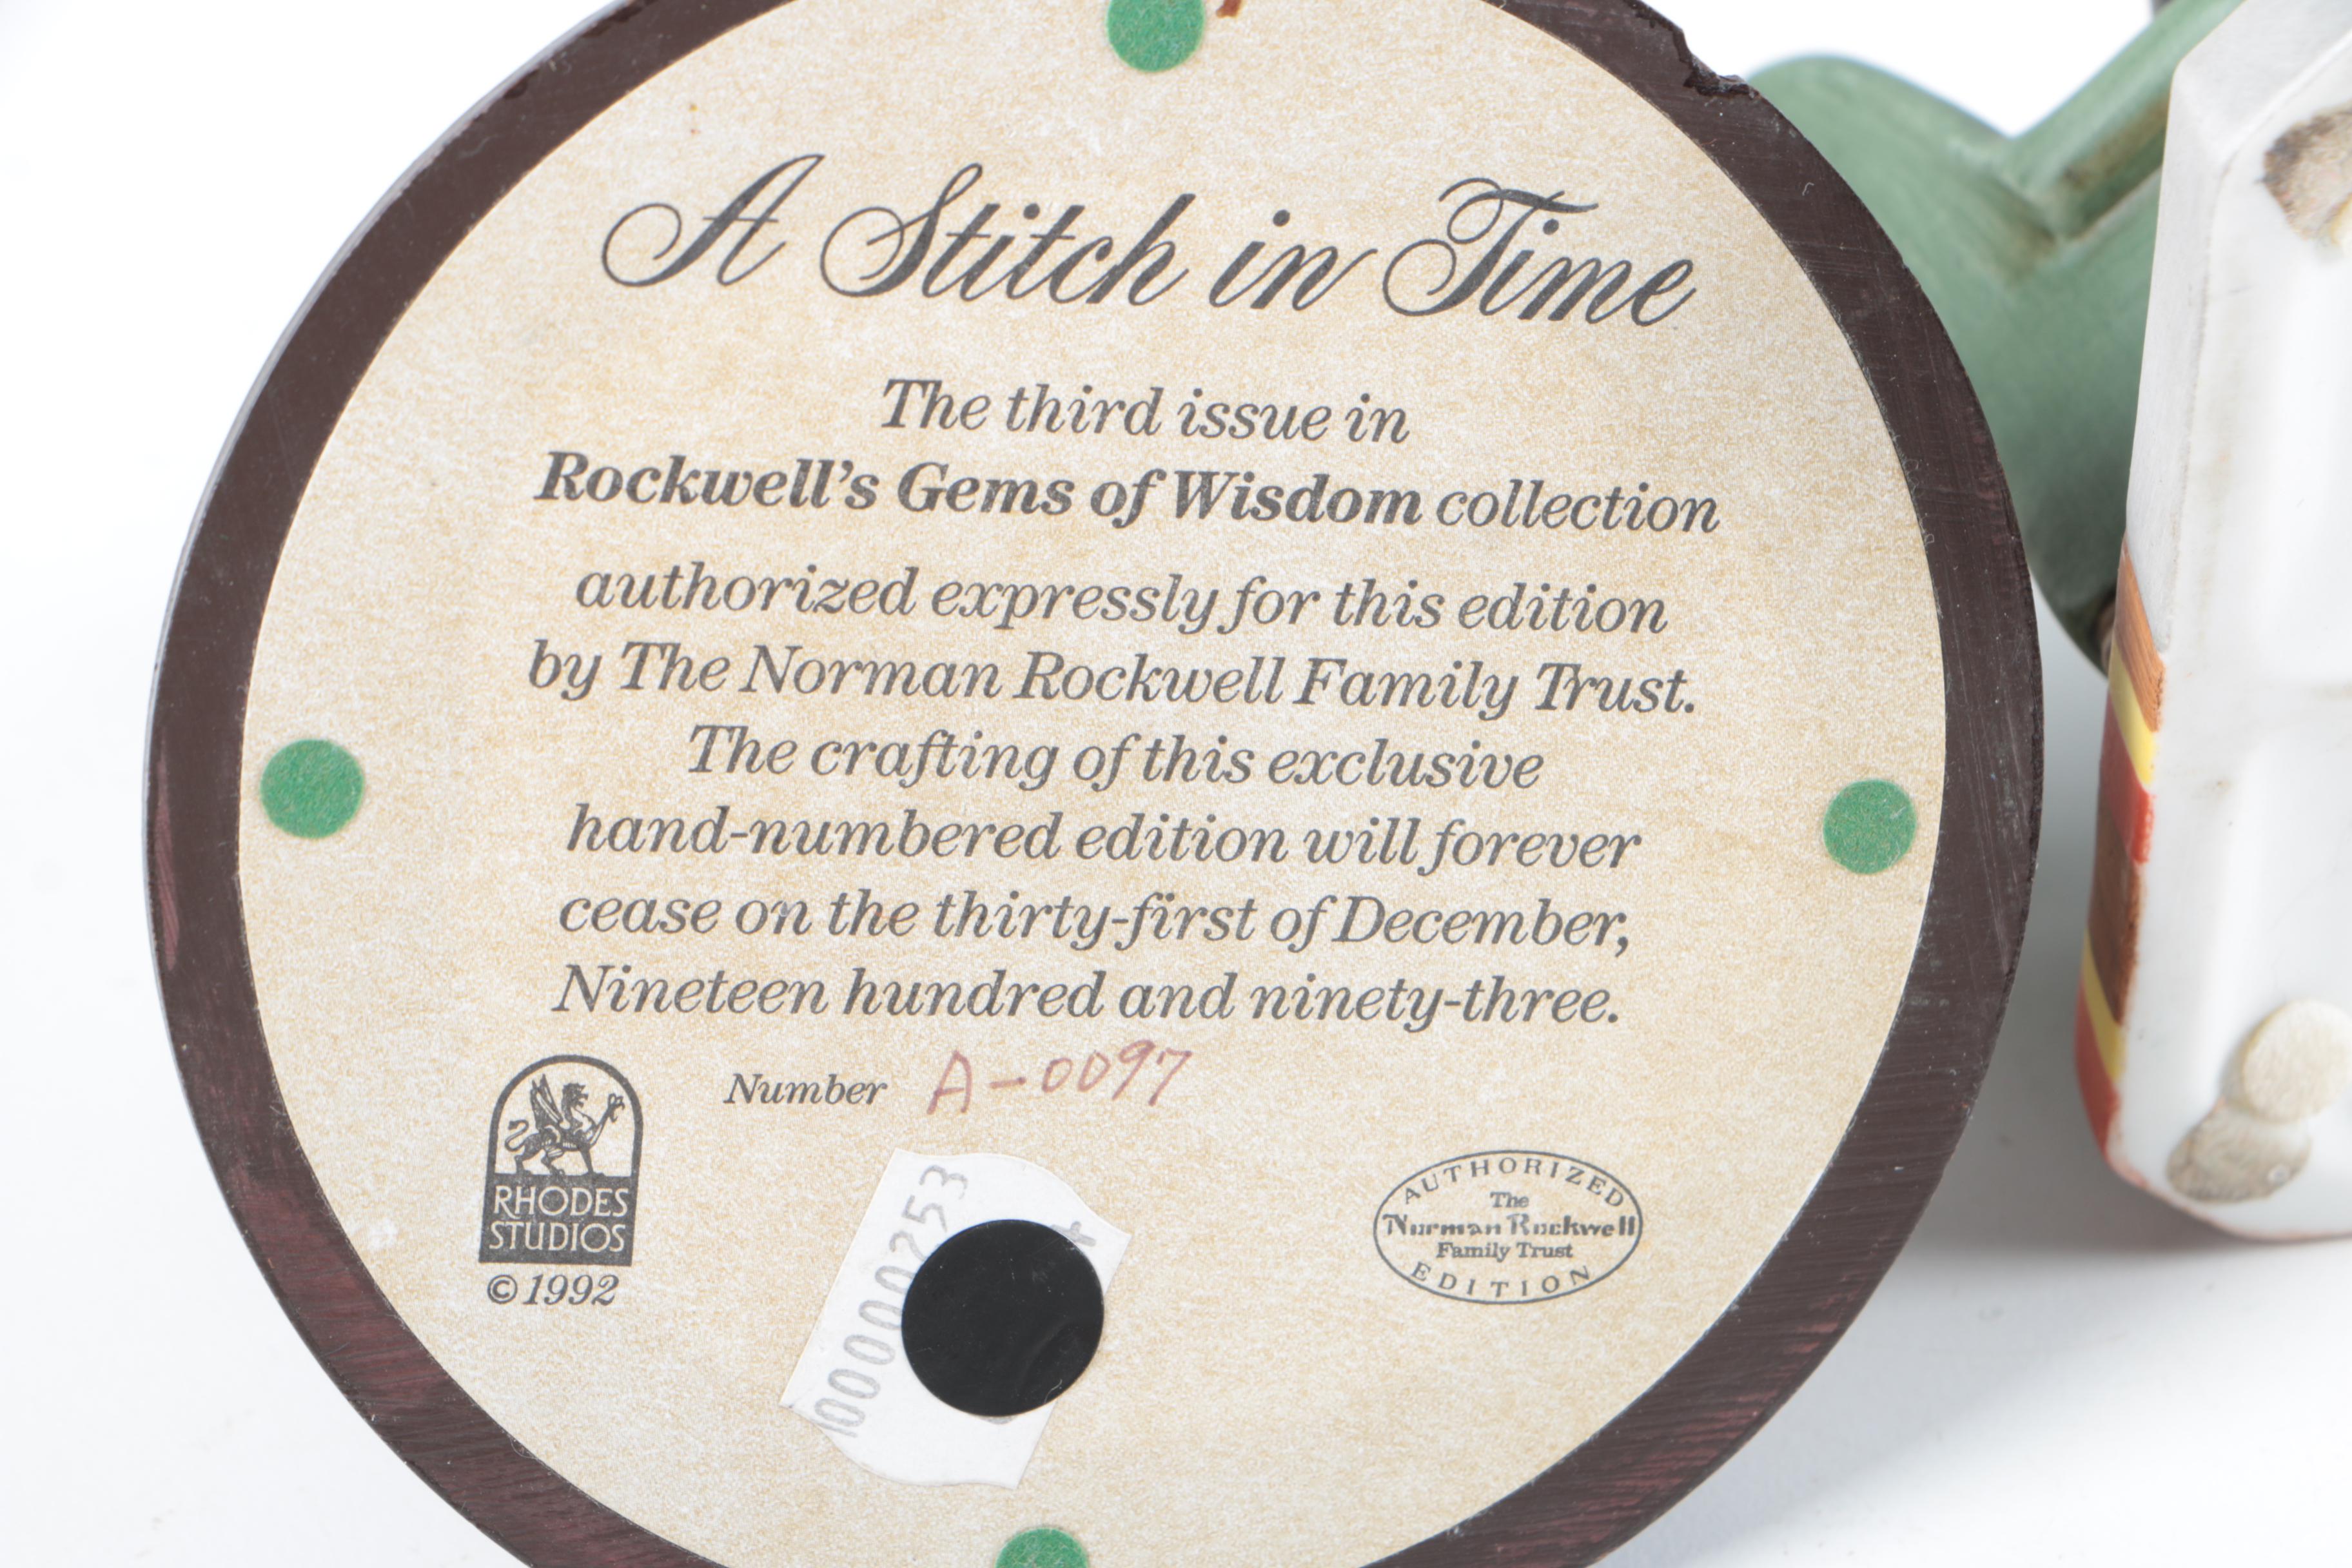 A Stitch in Time
The third issue in
Rockwell's Gems of Wisdom collection
authorized expressly for this edition
by The Norman Rockwell Family Trust.
The crafting of this exclusive
hand-numbered edition will forever
cease on the thirty-first of December,
Nineteen hundred and ninety-three.
Number A-0097
RHODES
STUDIOS
© 1992
AUTHORIZED
The
Norman Rockwell
Family Trust
EDITION